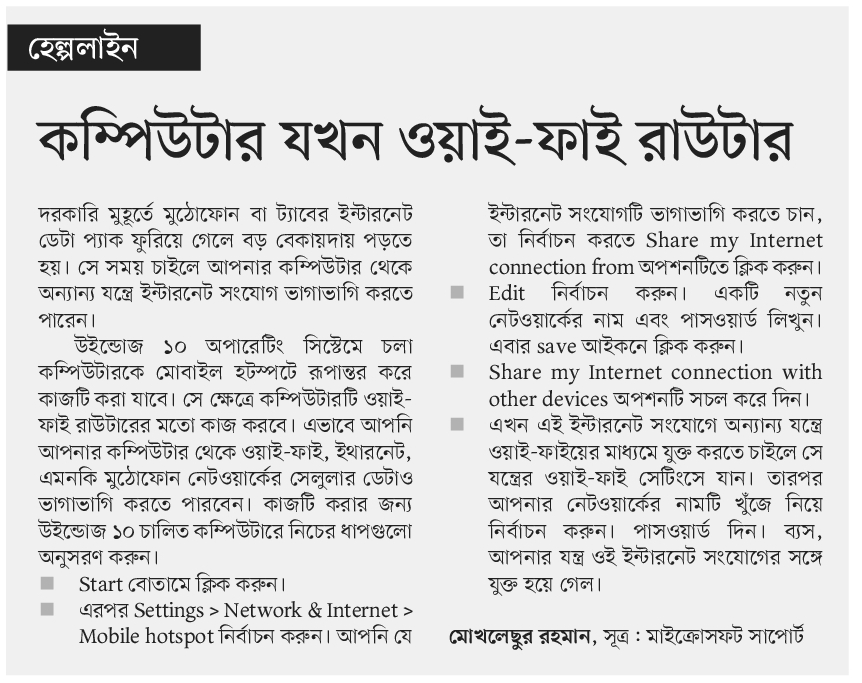 হেল্পলাইন
কম্পিউটার যখন ওয়াই-ফাই রাউটার
দরকারি মুহূর্তে মুঠোফোন বা ট্যাবের ইন্টারনেট
ডেটা প্যাক ফুরিয়ে গেলে বড় বেকায়দায় পড়তে
হয়। সে সময় চাইলে আপনার কম্পিউটার থেকে
অন্যান্য যন্ত্রে ইন্টারনেট সংযোগ ভাগাভাগি করতে
পারেন।
উইন্ডোজ ১০ অপারেটিং সিস্টেমে চলা
কম্পিউটারকে মোবাইল হটস্পটে রূপান্তর করে
কাজটি করা যাবে। সে ক্ষেত্রে কম্পিউটারটি ওয়াই-
ফাই রাউটারের মতো কাজ করবে। এভাবে আপনি
আপনার কম্পিউটার থেকে ওয়াই-ফাই, ইথারনেট,
এমনকি মুঠোফোন নেটওয়ার্কের সেলুলার ডেটাও
ভাগাভাগি করতে পারবেন। কাজটি করার জন্য
উইন্ডোজ ১০ চালিত কম্পিউটারে নিচের ধাপগুলো
অনুসরণ করুন।
■ Start বোতামে ক্লিক করুন।
■ এরপর Settings > Network & Internet >
Mobile hotspot নির্বাচন করুন। আপনি যে
ইন্টারনেট সংযোগটি ভাগাভাগি করতে চান,
তা নির্বাচন করতে Share my Internet
connection from অপশনটিতে ক্লিক করুন।
■ Edit নির্বাচন করুন। একটি নতুন
নেটওয়ার্কের নাম এবং পাসওয়ার্ড লিখুন।
এবার save আইকনে ক্লিক করুন।
■ Share my Internet connection with
other devices অপশনটি সচল করে দিন।
■ এখন এই ইন্টারনেট সংযোগে অন্যান্য যন্ত্রে
ওয়াই-ফাইয়ের মাধ্যমে যুক্ত করতে চাইলে সে
যন্ত্রের ওয়াই-ফাই সেটিংসে যান। তারপর
আপনার নেটওয়ার্কের নামটি খুঁজে নিয়ে
নির্বাচন করুন। পাসওয়ার্ড দিন। ব্যস,
আপনার যন্ত্র ওই ইন্টারনেট সংযোগের সঙ্গে
যুক্ত হয়ে গেল।
মোখলেছুর রহমান, সূত্র : মাইক্রোসফট সাপোর্ট